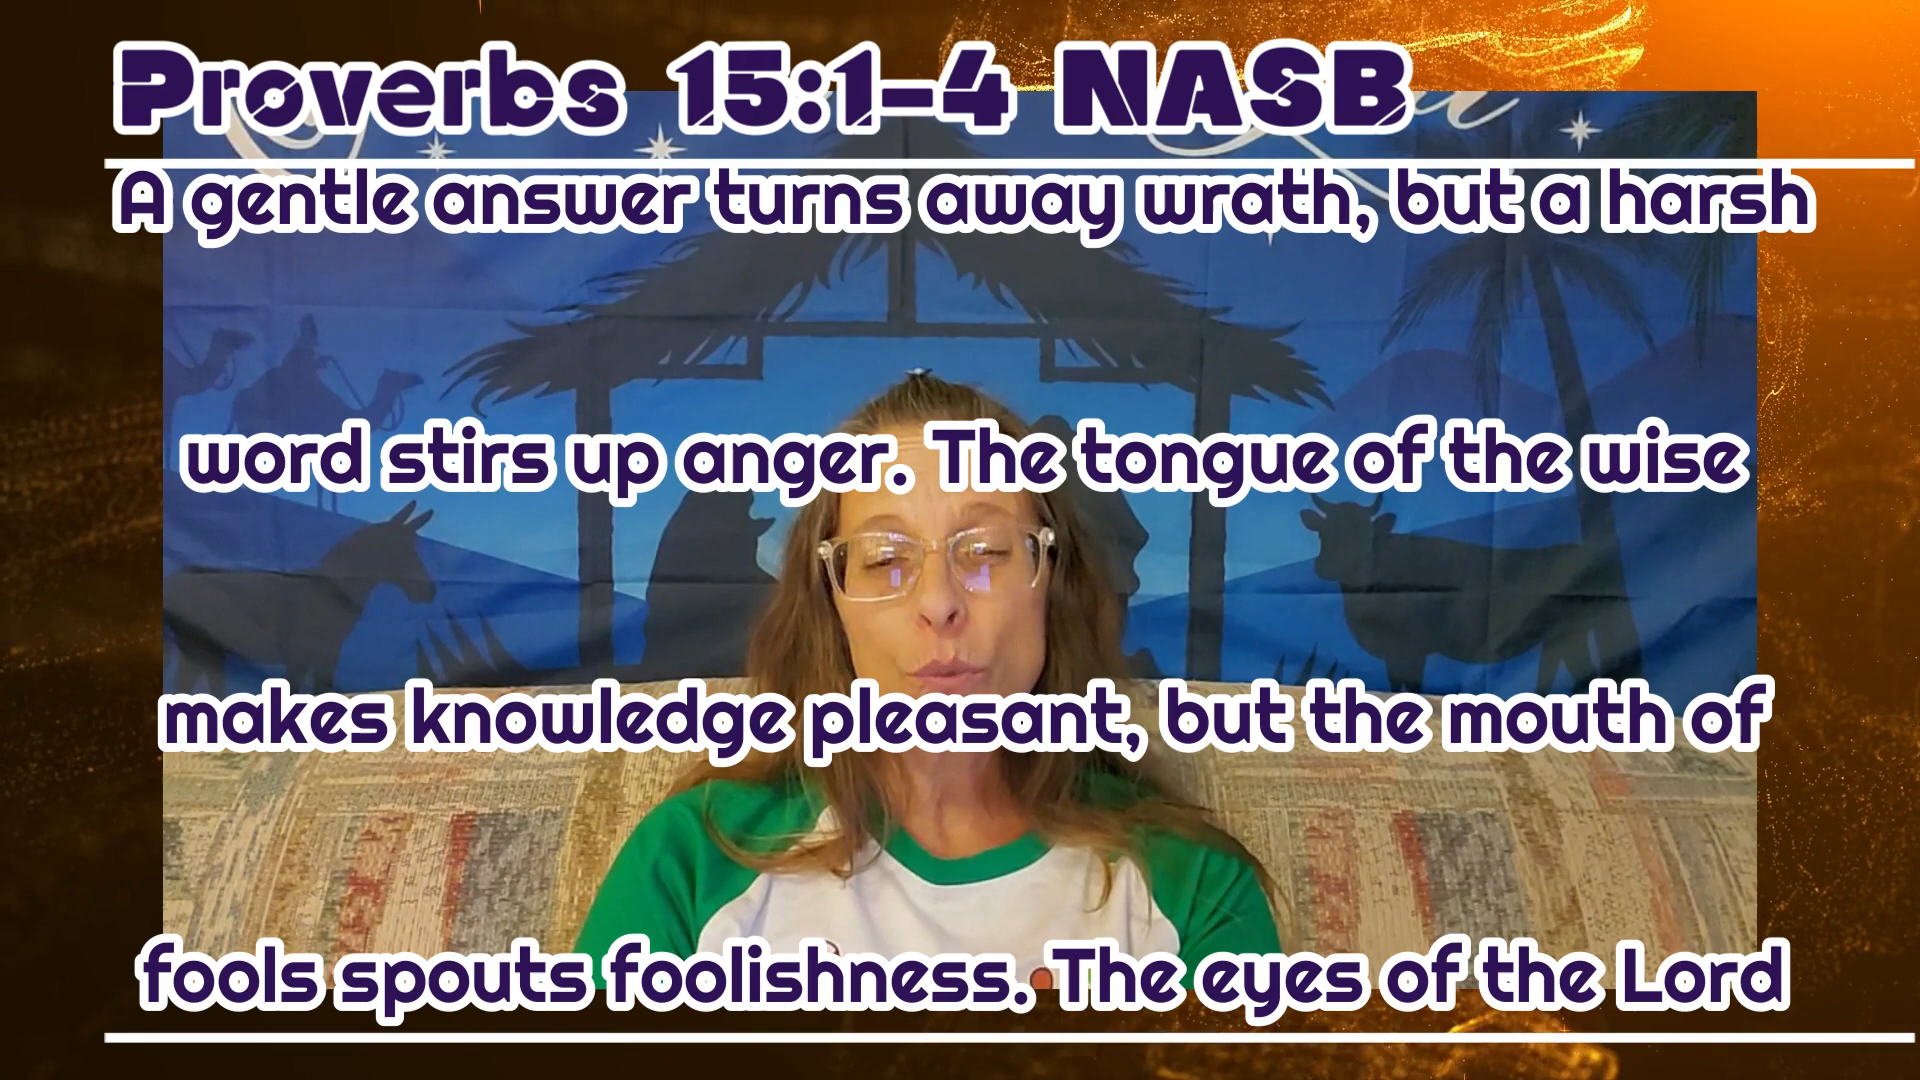 Proverbs 15:1-4 NASB
A gentle answer turns away wrath, but a harsh
word stirs up anger. The tongue of the wise
makes knowledge pleasant, but the mouth of
fools spouts foolishness. The eyes of the Lord